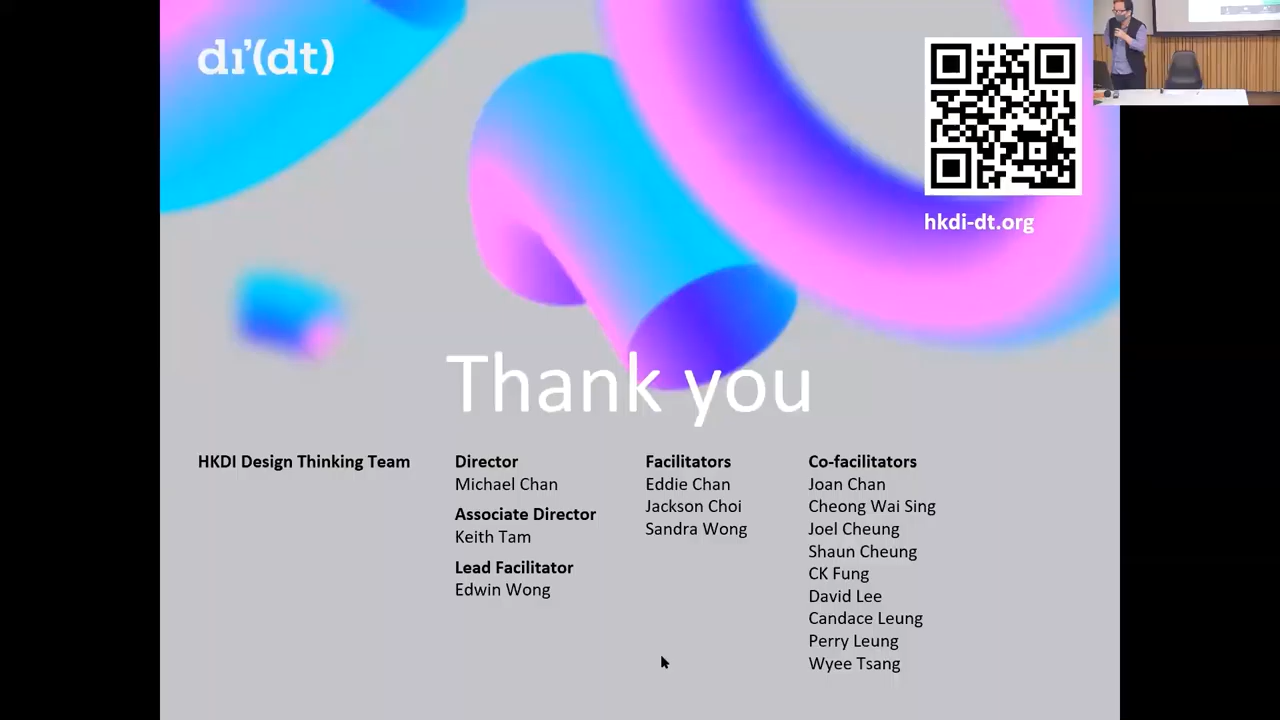 dı’(dt)
hkdi-dt.org
Thank you
HKDI Design Thinking Team
Director
Michael Chan
Associate Director
Keith Tam
Lead Facilitator
Edwin Wong
Facilitators
Eddie Chan
Jackson Choi
Sandra Wong
Co-facilitators
Joan Chan
Cheong Wai Sing
Joel Cheung
Shaun Cheung
CK Fung
David Lee
Candace Leung
Perry Leung
Wyee Tsang